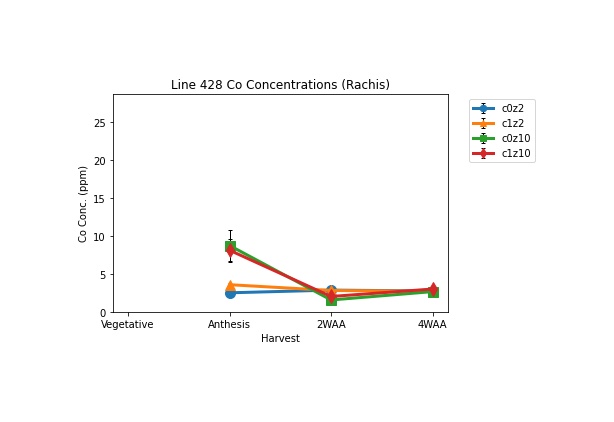 Line 428 Co Concentrations (Rachis)
c0z2
c1z2
c0z10
c1z10
25
20
15
10
5
0
Co Conc. (ppm)
Vegetative Anthesis 2WAA 4WAA
Harvest